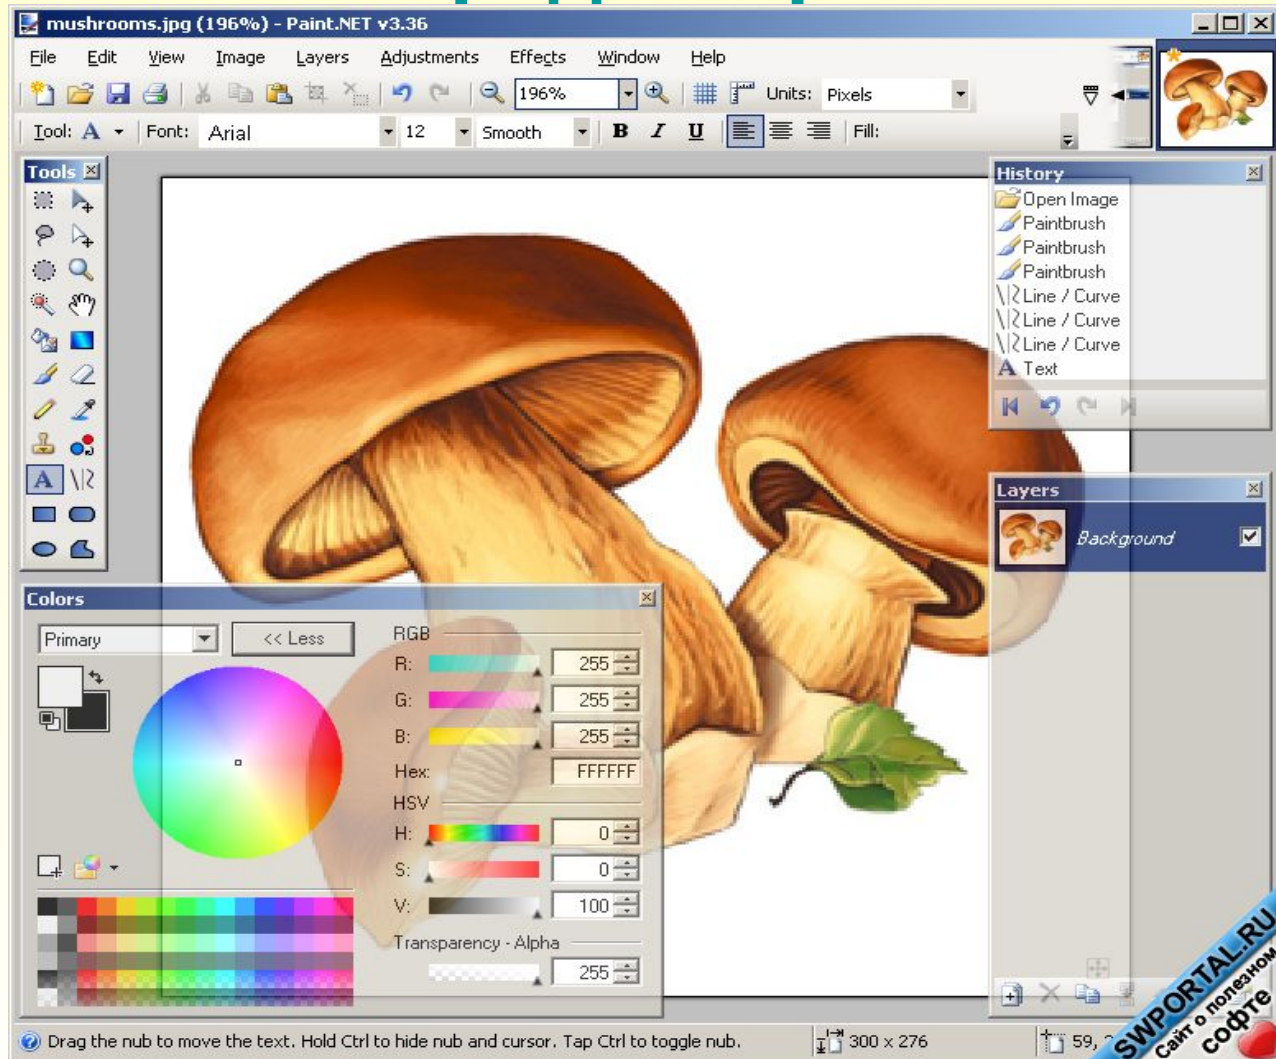 mushrooms.jpg (196%) - Paint.NET v3.36
File Edit View Image Layers Adjustments Effects Window Help
196% Units: Pixels
Tool: A Font: Arial 12 Smooth B I U Fill:
Tools
History
Open Image
Paintbrush
Paintbrush
Paintbrush
Line / Curve
Line / Curve
Line / Curve
A Text
Layers
Background
Colors
Primary << Less
RGB
R: 255
G: 255
B: 255
Hex: FFFFFF
HSV
H: 0
S: 0
V: 100
Transparency - Alpha
255
Drag the nub to move the text. Hold Ctrl to hide nub and cursor. Tap Ctrl to toggle nub.
300 x 276
59,
SWPORTAL.RU
Сайт о полезном
софте